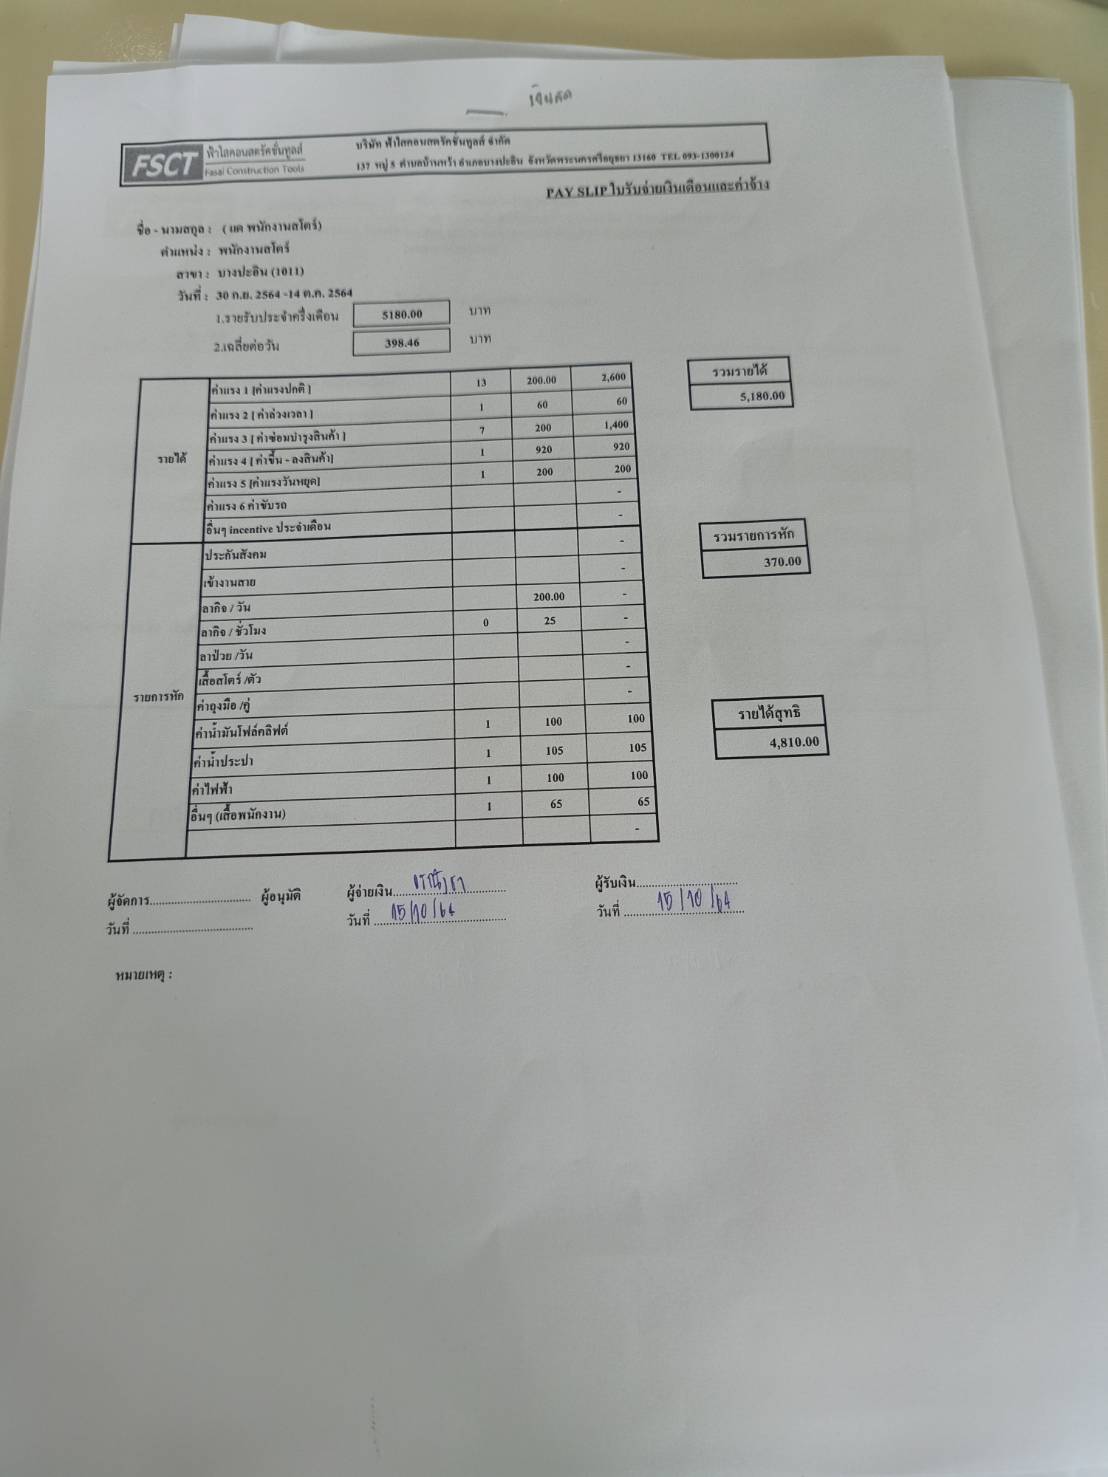 เงินสด
FSCT ฟ้าใสคอนสตรัคชั่นทูลส์
Fasai Construction Tools
บริษัท ฟ้าใสคอนสตรัคชั่นทูลส์ จำกัด
137 หมู่ 5 ตำบลบ้านหว้า อำเภอบางปะอิน จังหวัดพระนครศรีอยุธยา 13160 TEL. 093-1300124
PAY SLIP ใบรับจ่ายเงินเดือนและค่าจ้าง
ชื่อ - นามสกุล : ( ยศ พนักงานสโตร์)
ตำแหน่ง : พนักงานสโตร์
สาขา : บางปะอิน (1011)
วันที่ : 30 ก.ย. 2564 -14 ต.ค. 2564
1.รายรับประจำครึ่งเดือน 5180.00 บาท
2.เฉลี่ยต่อวัน 398.46 บาท
รายได้
ค่าแรง 1 [ค่าแรงปกติ ] 13 200.00 2,600
ค่าแรง 2 [ ค่าล่วงเวลา ] 1 60 60
ค่าแรง 3 [ ค่าซ่อมบำรุงสินค้า ] 7 200 1,400
ค่าแรง 4 [ ค่าขึ้น - ลงสินค้า] 1 920 920
ค่าแรง 5 [ค่าแรงวันหยุด] 1 200 200
ค่าแรง 6 ค่าขับรถ -
อื่นๆ incentive ประจำเดือน -
รวมรายได้
5,180.00
รายการหัก
ประกันสังคม -
เข้างานสาย -
ลากิจ / วัน 200.00 -
ลากิจ / ชั่วโมง 0 25 -
ลาป่วย /วัน -
เสื้อสโตร์ /ตัว -
ค่าถุงมือ /คู่ -
ค่าน้ำมันโฟล์คลิฟต์ 1 100 100
ค่าน้ำประปา 1 105 105
ค่าไฟฟ้า 1 100 100
อื่นๆ (เสื้อพนักงาน) 1 65 65
-
รวมรายการหัก
370.00
รายได้สุทธิ
4,810.00
ผู้จัดการ.............................. ผู้อนุมัติ
วันที่ ..............................
ผู้จ่ายเงิน..............................
วันที่ 15/10/64
ผู้รับเงิน..............................
วันที่ 15/10/64
หมายเหตุ :